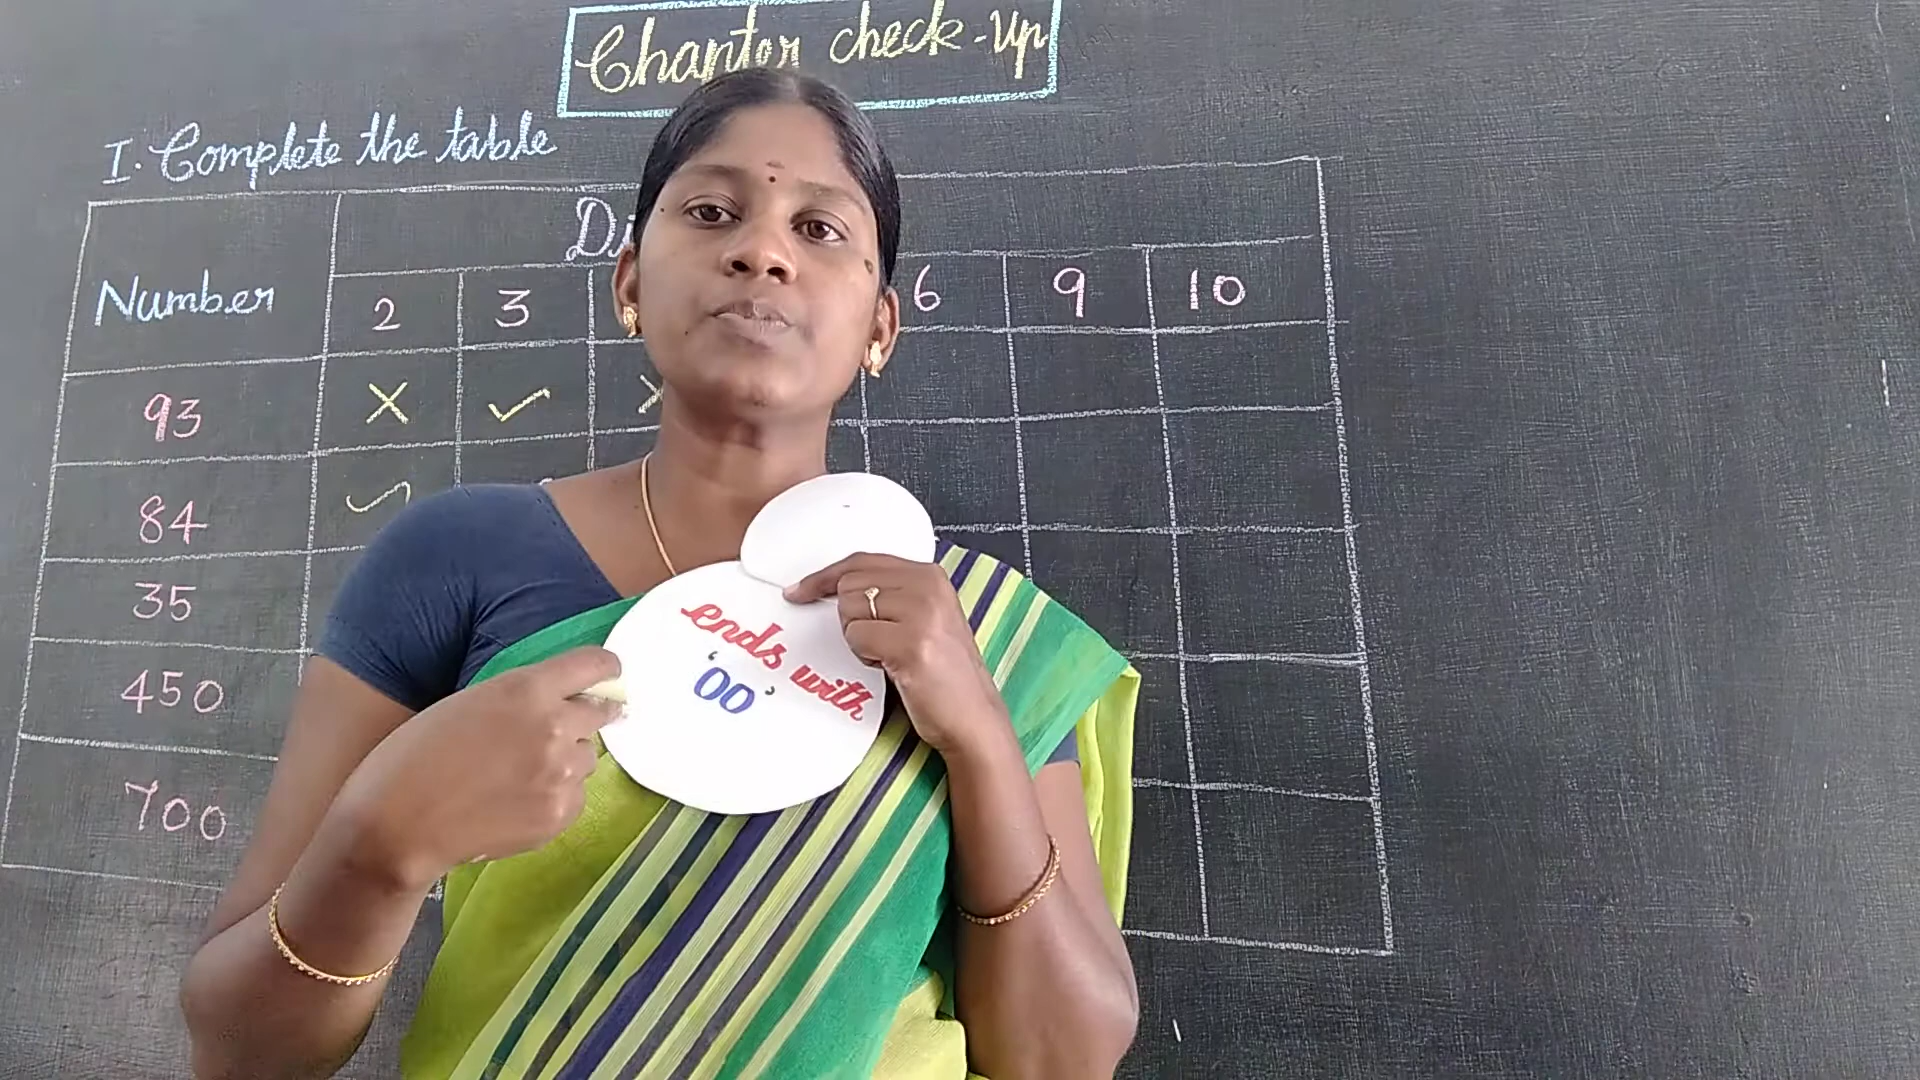 Chapter check-up
I. Complete the table
Number
2 3 6 9 10
93 X ✓
84 ✓
35
450
700
ends with
'00'